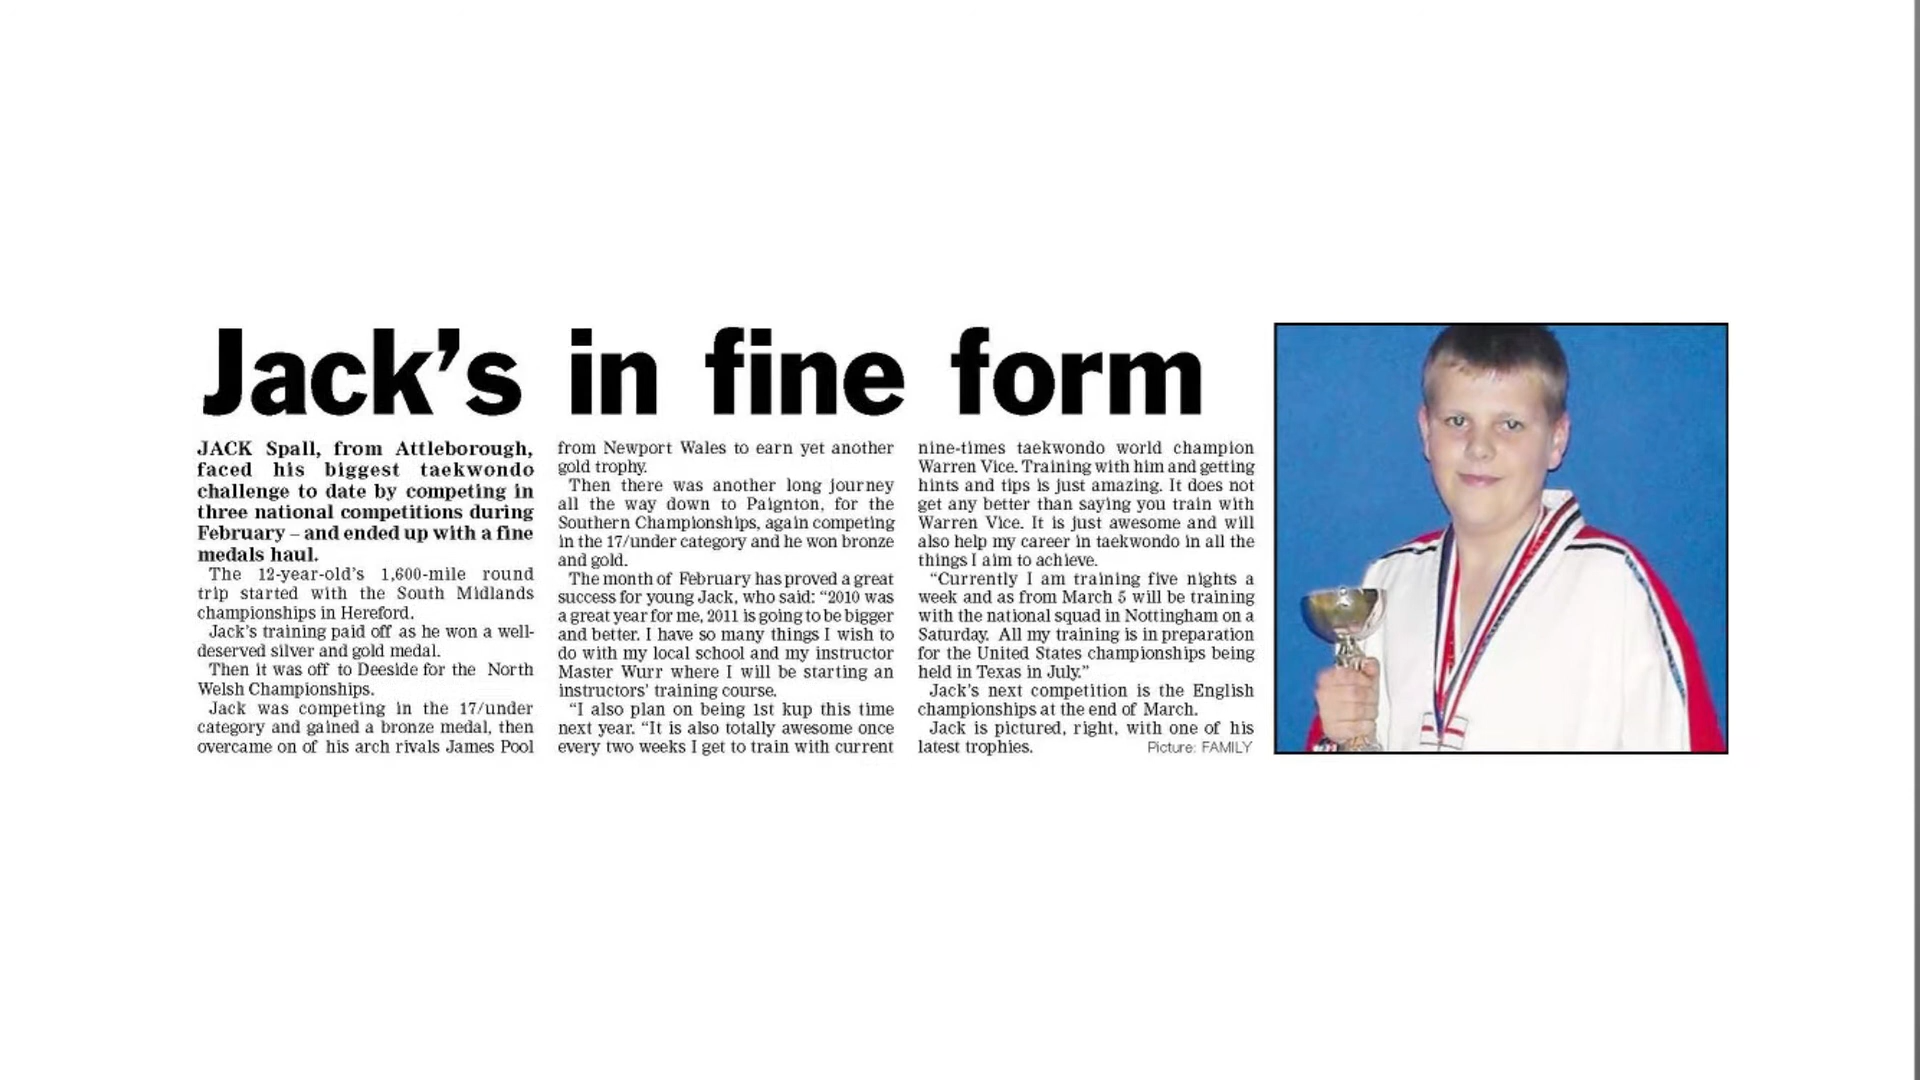 Jack's in fine form
JACK Spall, from Attleborough,
faced his biggest taekwondo
challenge to date by competing in
three national competitions during
February – and ended up with a fine
medals haul.
The 12-year-old's 1,600-mile round
trip started with the South Midlands
championships in Hereford.
Jack's training paid off as he won a well-
deserved silver and gold medal.
Then it was off to Deeside for the North
Welsh Championships.
Jack was competing in the 17/under
category and gained a bronze medal, then
overcame on of his arch rivals James Pool
from Newport Wales to earn yet another
gold trophy.
Then there was another long journey
all the way down to Paignton, for the
Southern Championships, again competing
in the 17/under category and he won bronze
and gold.
The month of February has proved a great
success for young Jack, who said: “2010 was
a great year for me, 2011 is going to be bigger
and better. I have so many things I wish to
do with my local school and my instructor
Master Wurr where I will be starting an
instructors' training course.
“I also plan on being 1st kup this time
next year. “It is also totally awesome once
every two weeks I get to train with current
nine-times taekwondo world champion
Warren Vice. Training with him and getting
hints and tips is just amazing. It does not
get any better than saying you train with
Warren Vice. It is just awesome and will
also help my career in taekwondo in all the
things I aim to achieve.
“Currently I am training five nights a
week and as from March 5 will be training
with the national squad in Nottingham on a
Saturday. All my training is in preparation
for the United States championships being
held in Texas in July.”
Jack's next competition is the English
championships at the end of March.
Jack is pictured, right, with one of his
latest trophies.
Picture: FAMILY